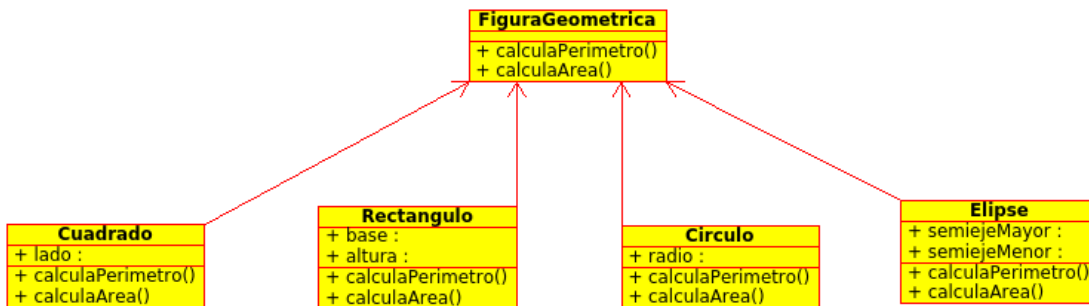 FiguraGeometrica
+ calculaPerimetro()
+ calculaArea()
Cuadrado
+ lado :
+ calculaPerimetro()
+ calculaArea()
Rectangulo
+ base :
+ altura :
+ calculaPerimetro()
+ calculaArea()
Circulo
+ radio :
+ calculaPerimetro()
+ calculaArea()
Elipse
+ semiejeMayor :
+ semiejeMenor :
+ calculaPerimetro()
+ calculaArea()